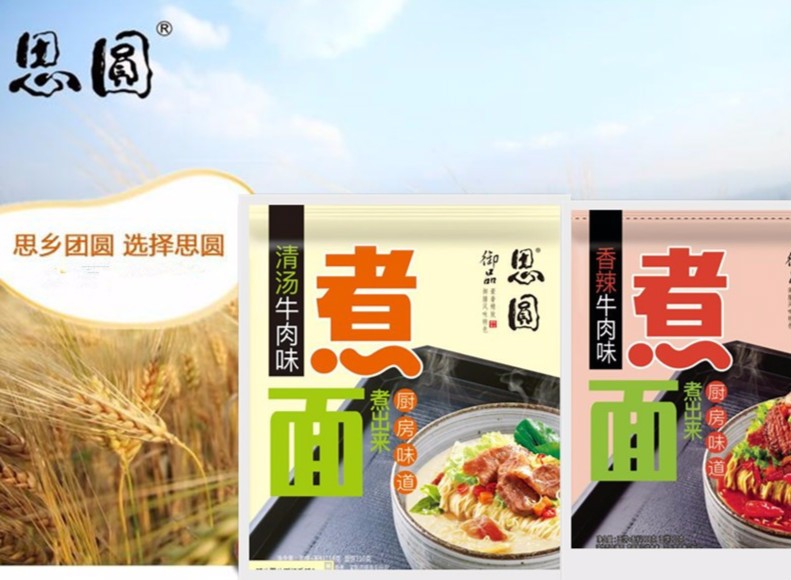 思圆®
思乡团圆 选择思圆
清汤牛肉味
煮面
煮出来
厨房味道
御品
思圆®
香辣牛肉味
煮面
煮出来
厨房味道